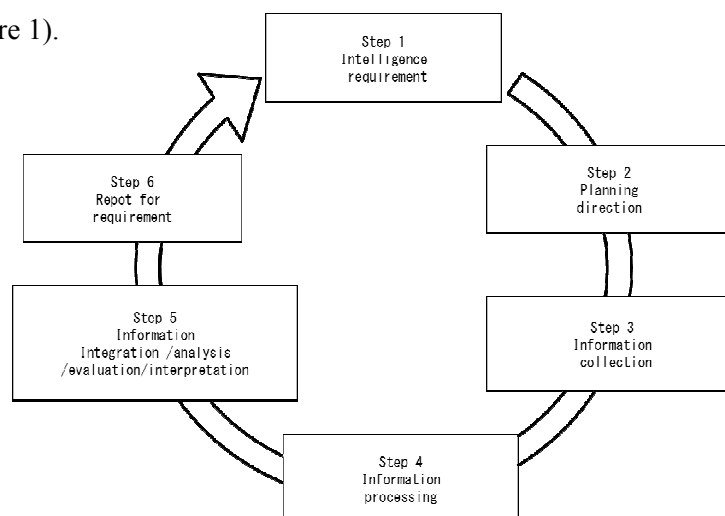 re 1).
Step 1
Intelligence
requirement
Step 2
Planning
direction
Step 3
Information
collection
Step 4
Information
processing
Step 5
Information
Integration /analysis
/evaluation/interpretation
Step 6
Repot for
requirement